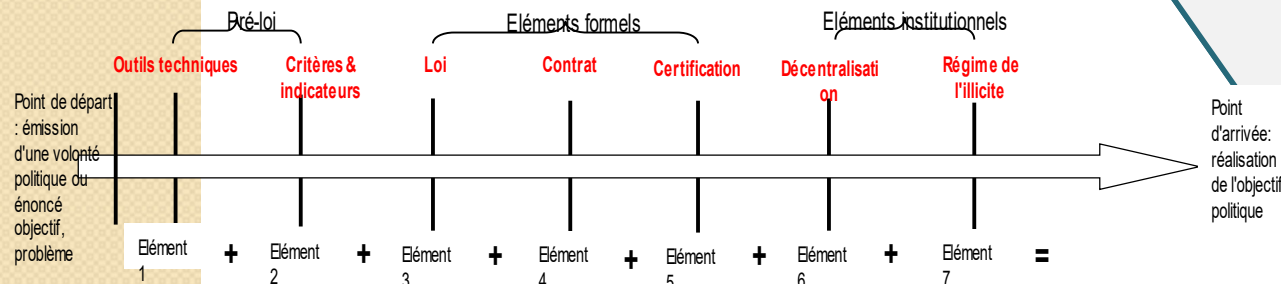 Pré-loi
Eléments formels
Eléments institutionnels
Outils techniques
Critères &
indicateurs
Loi
Contrat
Certification
Décentralisati
on
Régime de
l'illicite
Point de départ
: émission
d'une volonté
politique ou
énoncé
objectif,
problème
Point
d'arrivée:
réalisation
de l'objectif
politique
Elément
1
+
Elément
2
+
Elément
3
+
Elément
4
+
Elément
5
+
Elément
6
+
Elément
7
=